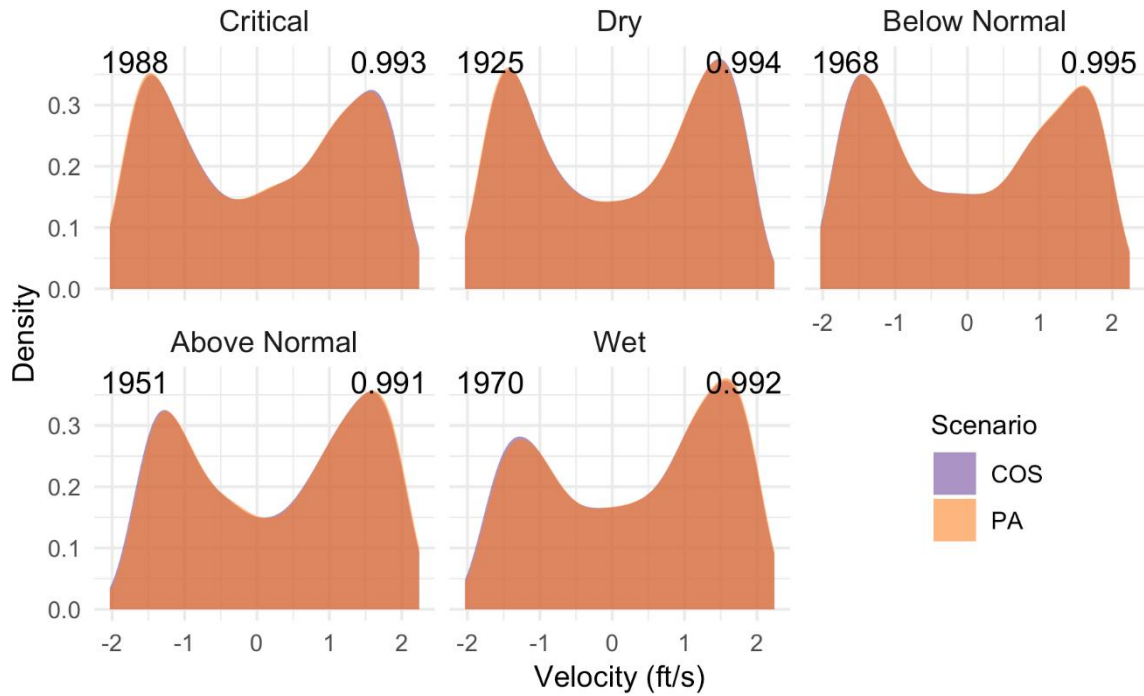 Critical
Dry
Below Normal
1988
0.993
1925
0.994
1968
0.995
0.3
0.2
0.1
0.0
-2 -1 0 1 2
Above Normal
Wet
1951
0.991
1970
0.992
0.3
0.2
0.1
0.0
-2 -1 0 1 2
-2 -1 0 1 2
Density
Velocity (ft/s)
Scenario
COS
PA